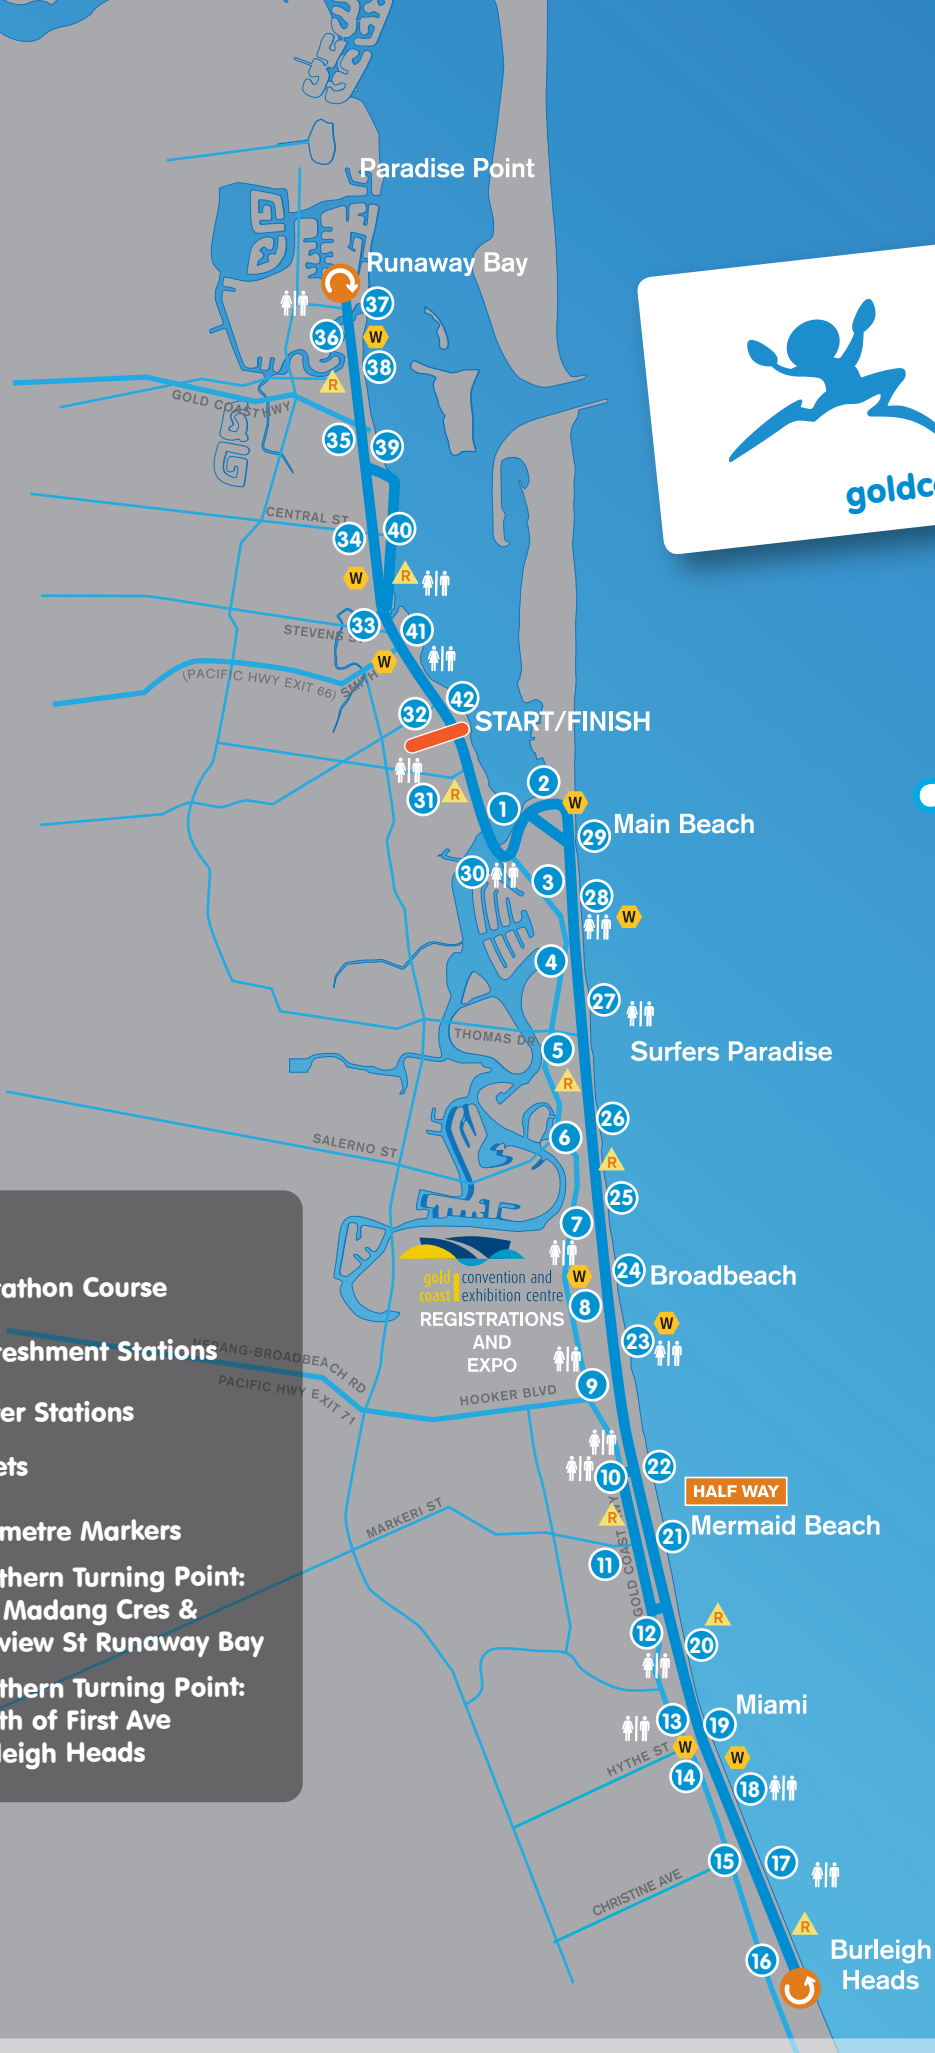 Paradise Point
Runaway Bay
37
36
W
38
R
GOLD COAST HWY
35
39
CENTRAL ST
40
34
W
R
33
STEVENS S
41
W
(PACIFIC HWY EXIT 66)
SMITH
42
32
START/FINISH
31
R
1
2
W
29
Main Beach
30
3
28
W
4
27
THOMAS DR
5
Surfers Paradise
R
26
6
SALERNO ST
R
25
7
24
Broadbeach
W
gold
coast
convention and
exhibition centre
8
REGISTRATIONS
AND
EXPO
W
23
9
HOOKER BLVD
NERANG-BROADBEACH RD
PACIFIC HWY EXIT 71
10
22
HALF WAY
MARKERI ST
R
21
Mermaid Beach
11
GOLD COAST HWY
R
12
20
Miami
13
19
HYTHE ST
W
W
14
18
15
17
CHRISTINE AVE
R
16
Burleigh
Heads
goldco
athon Course
reshment Stations
er Stations
ets
metre Markers
thern Turning Point:
Madang Cres &
view St Runaway Bay
thern Turning Point:
th of First Ave
leigh Heads